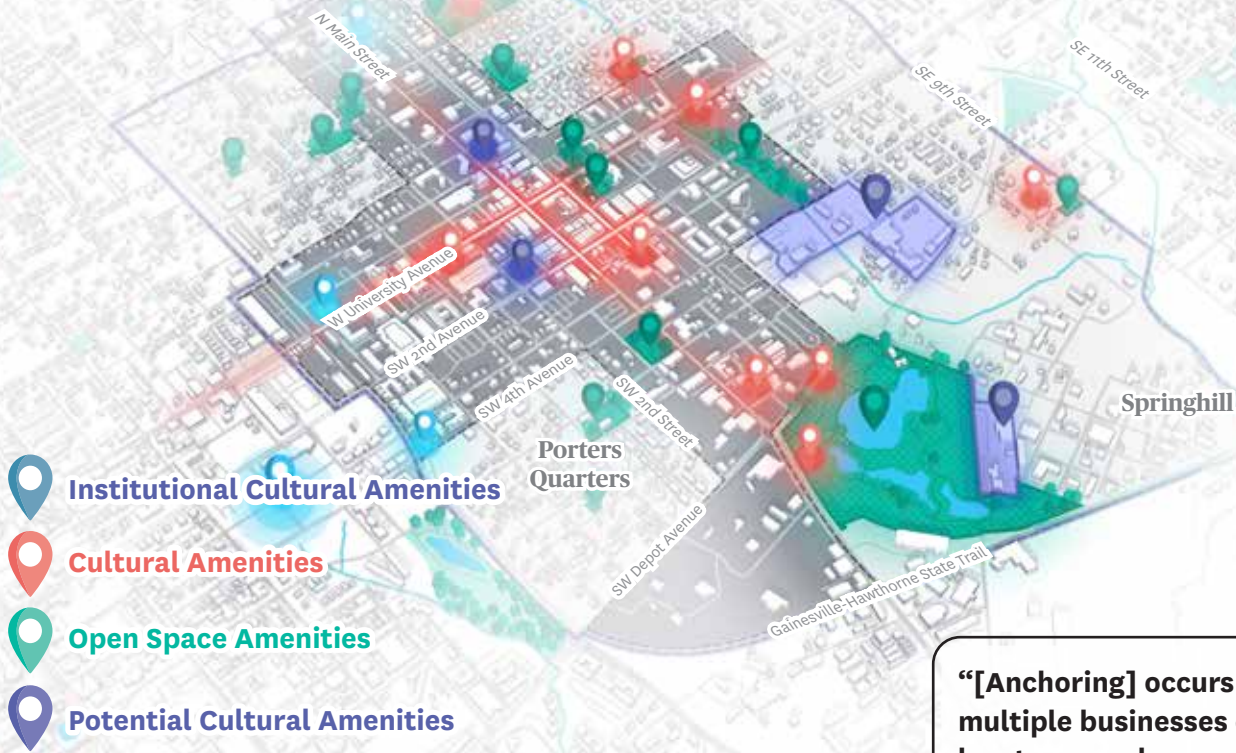 N Main Street
SE 11th Street
SE 9th Street
W University Avenue
SW 2nd Avenue
SW 4th Avenue
SW 2nd Street
Springhill
Porters
Quarters
SW Depot Avenue
Gainesville-Hawthorne State Trail
Institutional Cultural Amenities
Cultural Amenities
Open Space Amenities
Potential Cultural Amenities
“[Anchoring] occurs
multiple businesses